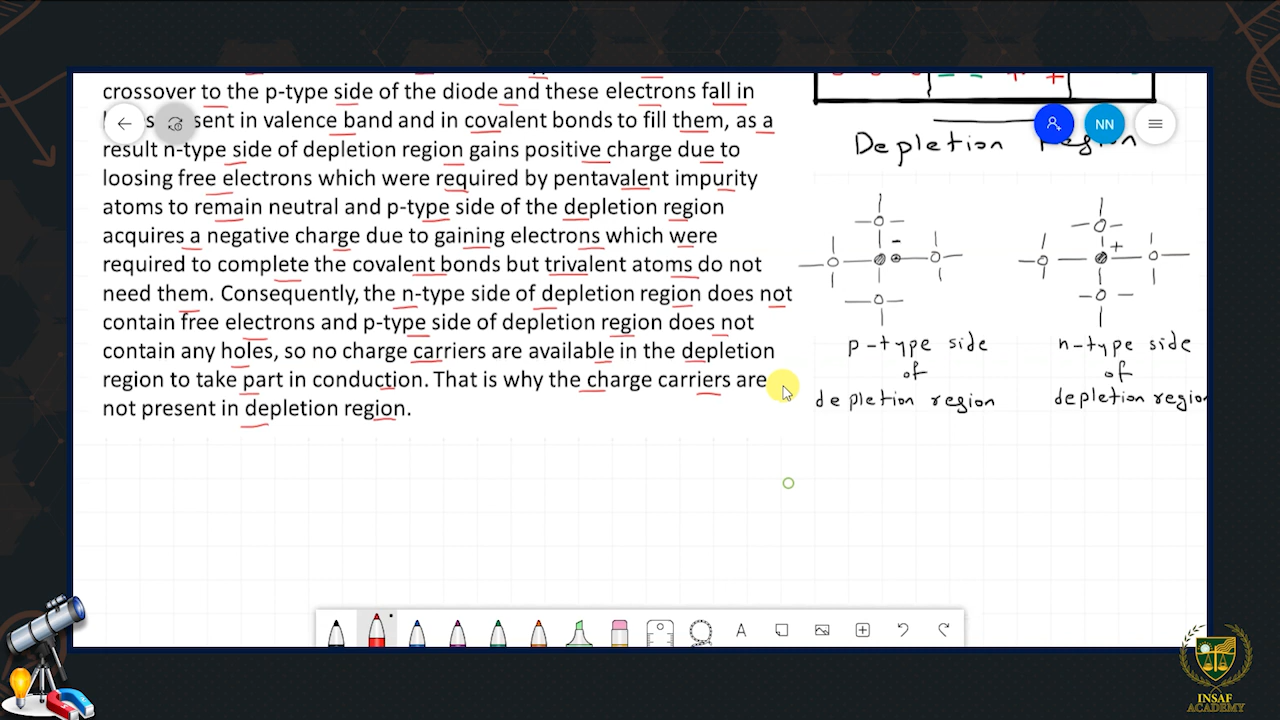 crossover to the p-type side of the diode and these electrons fall in
sent in valence band and in covalent bonds to fill them, as a
result n-type side of depletion region gains positive charge due to
loosing free electrons which were required by pentavalent impurity
atoms to remain neutral and p-type side of the depletion region
acquires a negative charge due to gaining electrons which were
required to complete the covalent bonds but trivalent atoms do not
need them. Consequently, the n-type side of depletion region does not
contain free electrons and p-type side of depletion region does not
contain any holes, so no charge carriers are available in the depletion
region to take part in conduction. That is why the charge carriers are
not present in depletion region.
NN
Depletion Region
p-type side
of
depletion region
n-type side
of
depletion region
A
INSAF
ACADEMY